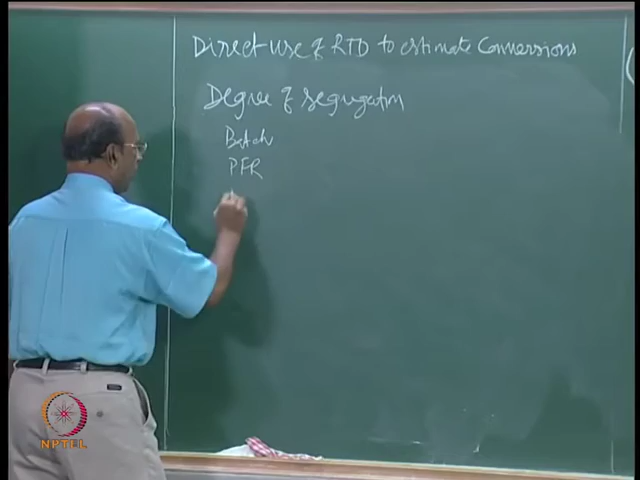 Direct use of RTD to estimate Conversions
Degree of segregation
Batch
PFR
NPTEL